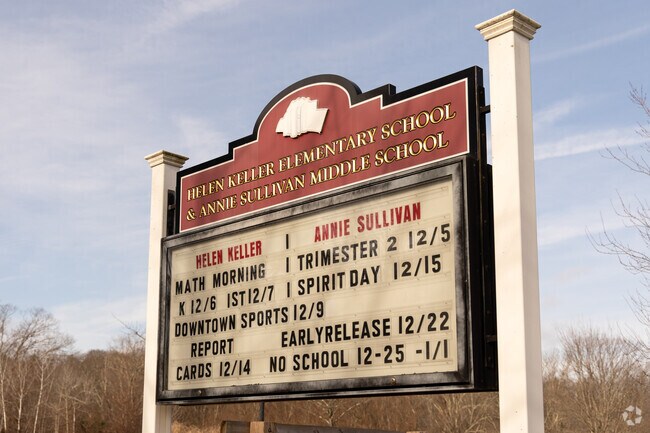 HELEN KELLER ELEMENTARY SCHOOL
& ANNIE SULLIVAN MIDDLE SCHOOL
HELEN KELLER | ANNIE SULLIVAN
MATH MORNING | TRIMESTER 2 12/5
K 12/6 1ST 12/7 | SPIRIT DAY 12/15
DOWNTOWN SPORTS 12/9
REPORT EARLYRELEASE 12/22
CARDS 12/14 NO SCHOOL 12-25 -1/1